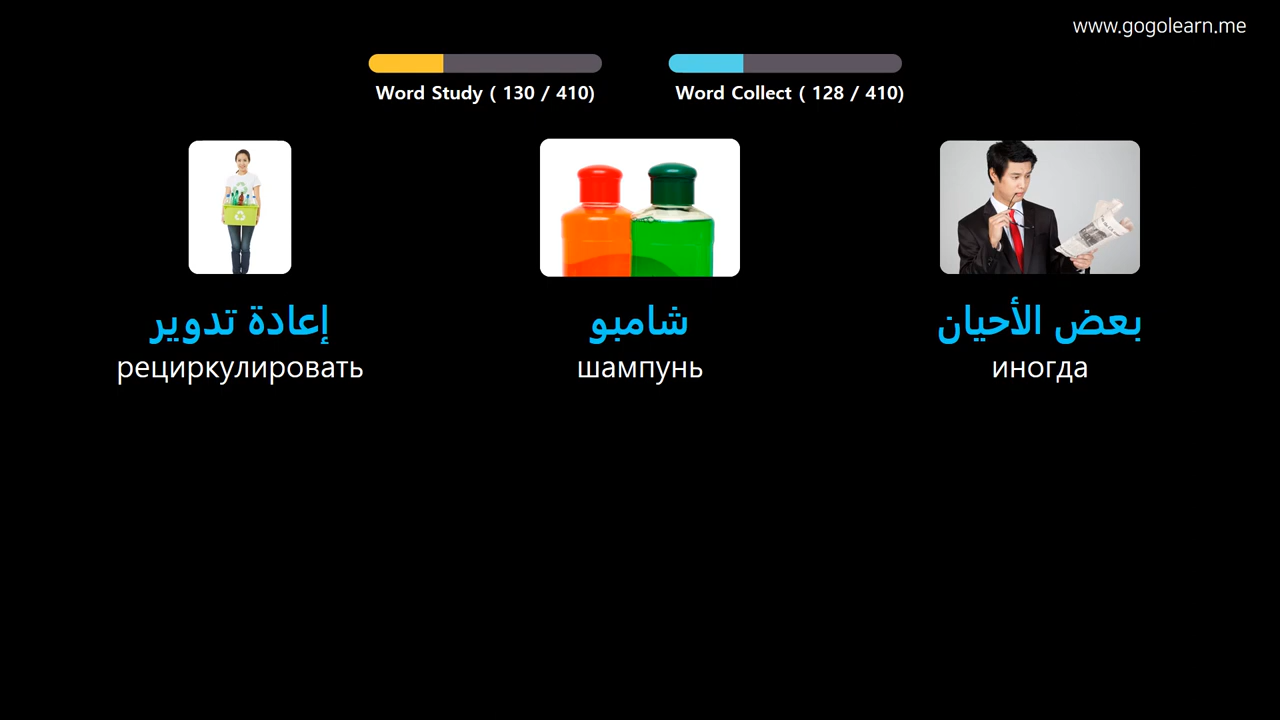 www.gogolearn.me
Word Study ( 130 / 410)
Word Collect ( 128 / 410)
إعادة تدوير
рециркулировать
شامبو
шампунь
بعض الأحيان
иногда